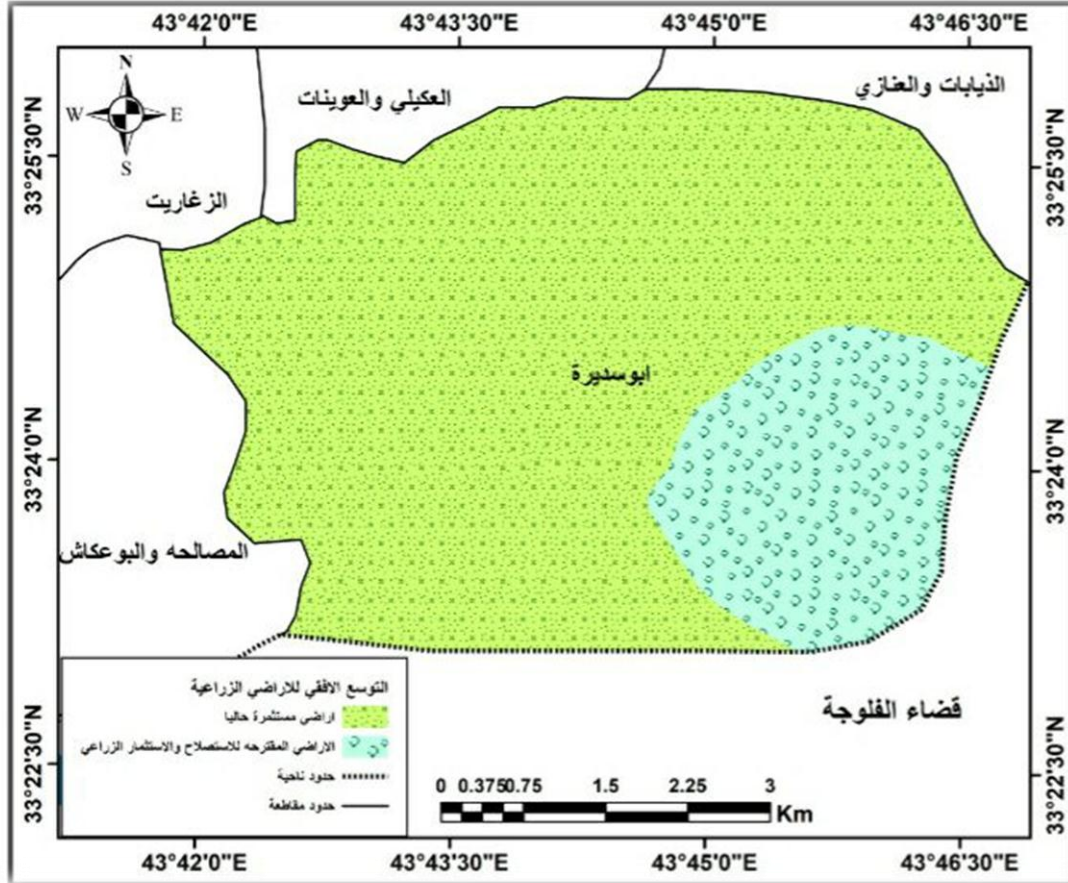 43°42'0"E 43°43'30"E 43°45'0"E 43°46'30"E
N
W E
S
العكيلي والعوينات
الذيابات والعنازي
33°25'30"N
33°25'30"N
الزغاريت
ابوسديرة
33°24'0"N
33°24'0"N
المصالحه والبوعكاش
قضاء الفلوجة
التوسع الافقي للاراضي الزراعية
اراضي مستثمرة حاليا
الاراضي المقترحه للاستصلاح والاستثمار الزراعي
حدود ناحية
حدود مقاطعة
33°22'30"N
33°22'30"N
0 0.375 0.75 1.5 2.25 3
Km
43°42'0"E 43°43'30"E 43°45'0"E 43°46'30"E